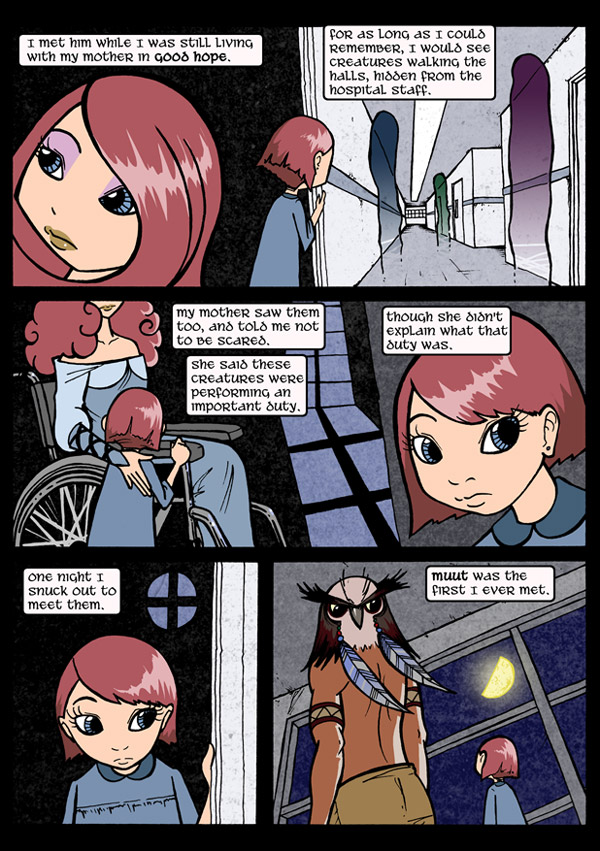 I met him while I was still living
with my mother in good hope.
for as long as I could
remember, I would see
creatures walking the
halls, hidden from the
hospital staff.
my mother saw them
too, and told me not
to be scared.
she said these
creatures were
performing an
mportant duty.
though she didn't
explain what that
duty was.
one night I
snuck out to
meet them.
muut was the
first I ever met.